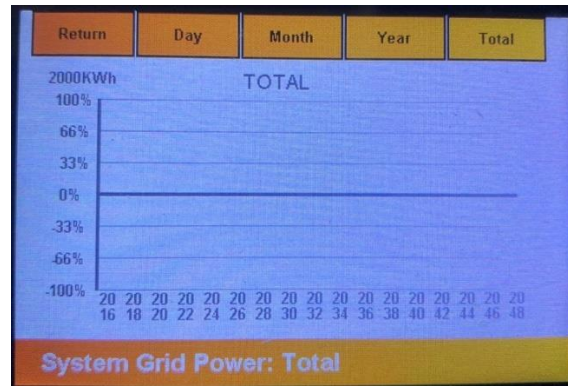 Return Day Month Year Total
2000KWh TOTAL
100%
66%
33%
0%
-33%
-66%
-100%
20 20 20 20 20 20 20 20 20 20 20 20 20 20 20 20 20
16 18 20 22 24 26 28 30 32 34 36 38 40 42 44 46 48
System Grid Power: Total